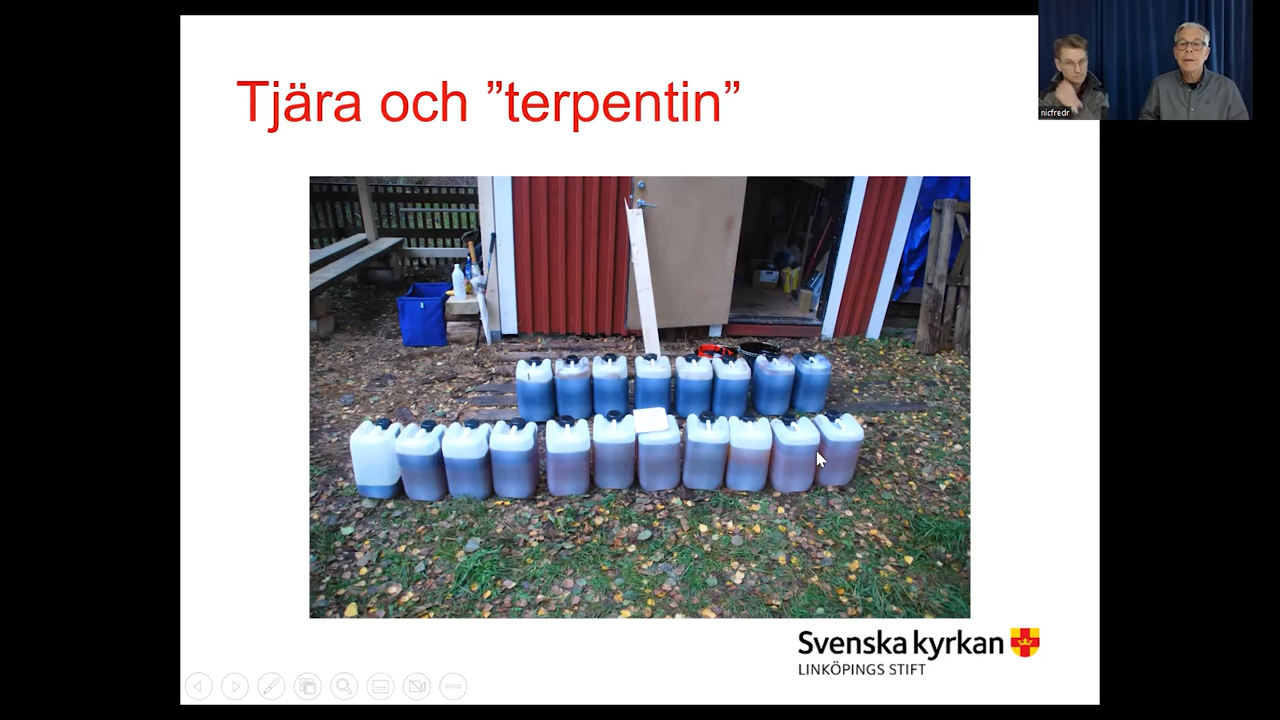 Tjära och ”terpentin”
nicfredr
Svenska kyrkan
LINKÖPINGS STIFT